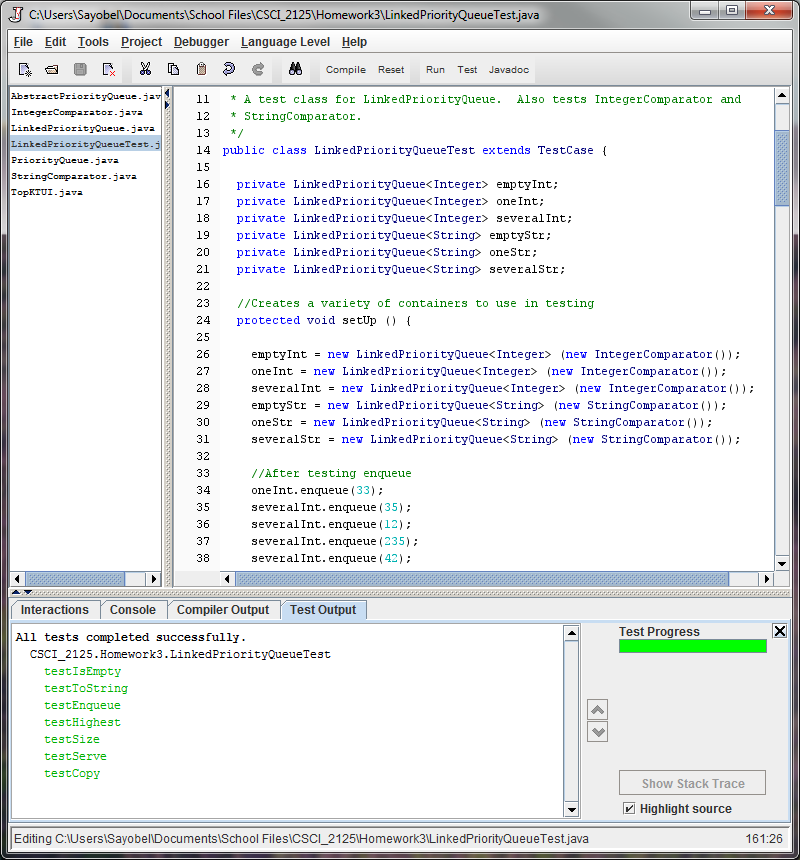 C:\Users\Sayobel\Documents\School Files\CSCI_2125\Homework3\LinkedPriorityQueueTest.java
File Edit Tools Project Debugger Language Level Help
Compile Reset Run Test Javadoc
AbstractPriorityQueue.jav
IntegerComparator.java
LinkedPriorityQueue.java
LinkedPriorityQueueTest.j
PriorityQueue.java
StringComparator.java
TopKTUI.java
11 * A test class for LinkedPriorityQueue.  Also tests IntegerComparator and
12 * StringComparator.
13 */
14 public class LinkedPriorityQueueTest extends TestCase {
15
16 private LinkedPriorityQueue<Integer> emptyInt;
17 private LinkedPriorityQueue<Integer> oneInt;
18 private LinkedPriorityQueue<Integer> severalInt;
19 private LinkedPriorityQueue<String> emptyStr;
20 private LinkedPriorityQueue<String> oneStr;
21 private LinkedPriorityQueue<String> severalStr;
22
23 //Creates a variety of containers to use in testing
24 protected void setUp () {
25
26 emptyInt = new LinkedPriorityQueue<Integer> (new IntegerComparator());
27 oneInt = new LinkedPriorityQueue<Integer> (new IntegerComparator());
28 severalInt = new LinkedPriorityQueue<Integer> (new IntegerComparator());
29 emptyStr = new LinkedPriorityQueue<String> (new StringComparator());
30 oneStr = new LinkedPriorityQueue<String> (new StringComparator());
31 severalStr = new LinkedPriorityQueue<String> (new StringComparator());
32
33 //After testing enqueue
34 oneInt.enqueue(33);
35 severalInt.enqueue(35);
36 severalInt.enqueue(12);
37 severalInt.enqueue(235);
38 severalInt.enqueue(42);
Interactions Console Compiler Output Test Output
All tests completed successfully.
CSCI_2125.Homework3.LinkedPriorityQueueTest
testIsEmpty
testToString
testEnqueue
testHighest
testSize
testServe
testCopy
Test Progress
Show Stack Trace
Highlight source
Editing C:\Users\Sayobel\Documents\School Files\CSCI_2125\Homework3\LinkedPriorityQueueTest.java 161:26